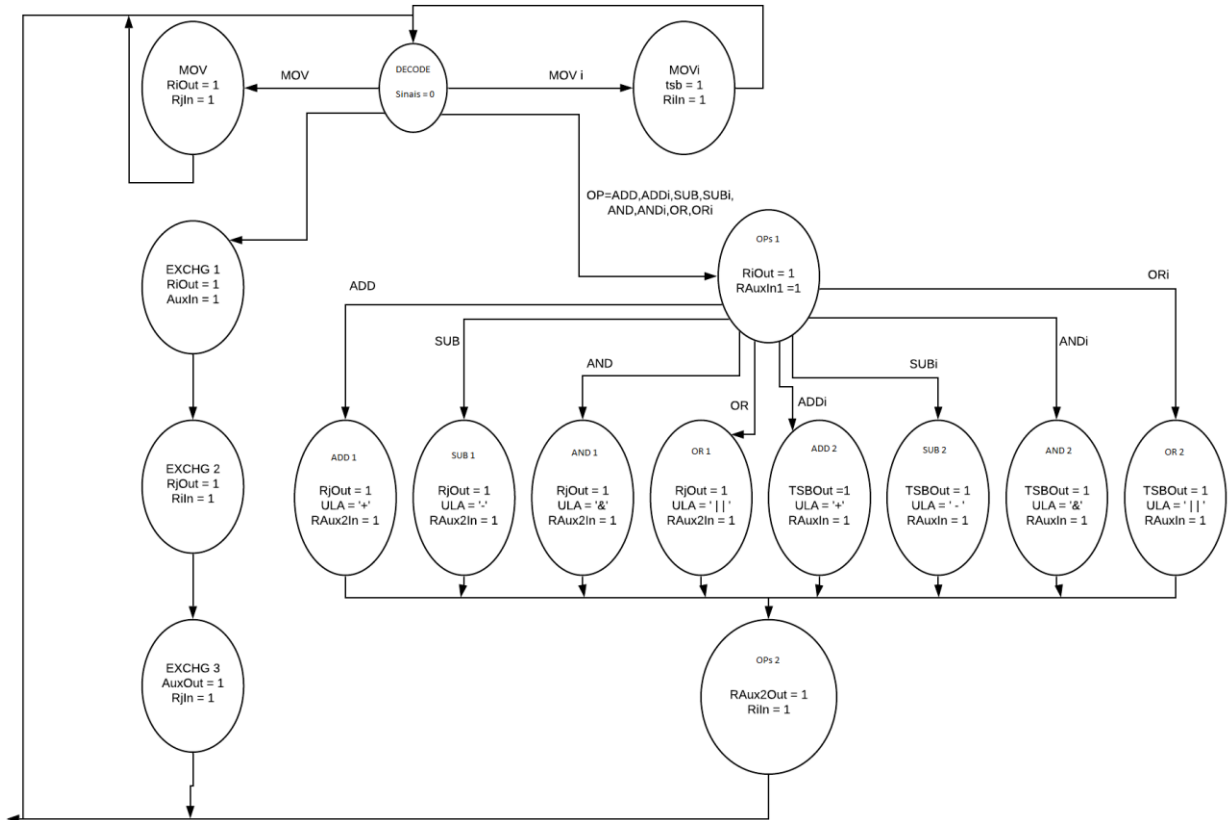 DECODE
Sinais = 0
MOV
MOV i
MOV
RiOut = 1
RjIn = 1
MOVi
tsb = 1
RiIn = 1
OP=ADD,ADDi,SUB,SUBi,
AND,ANDi,OR,ORi
EXCHG 1
RiOut = 1
AuxIn = 1
OPs 1
RiOut = 1
RAuxIn1 =1
ADD
SUB
AND
OR
ADDi
SUBi
ANDi
ORi
EXCHG 2
RjOut = 1
RiIn = 1
ADD 1
RjOut = 1
ULA = '+'
RAux2In = 1
SUB 1
RjOut = 1
ULA = '-'
RAux2In = 1
AND 1
RjOut = 1
ULA = '&'
RAux2In = 1
OR 1
RjOut = 1
ULA = ' | | '
RAux2In = 1
ADD 2
TSBOut =1
ULA = '+'
RAuxIn = 1
SUB 2
TSBOut = 1
ULA = ' - '
RAuxIn = 1
AND 2
TSBOut = 1
ULA = '&'
RAuxIn = 1
OR 2
TSBOut = 1
ULA = ' | | '
RAuxIn = 1
EXCHG 3
AuxOut = 1
RjIn = 1
OPs 2
RAux2Out = 1
RiIn = 1